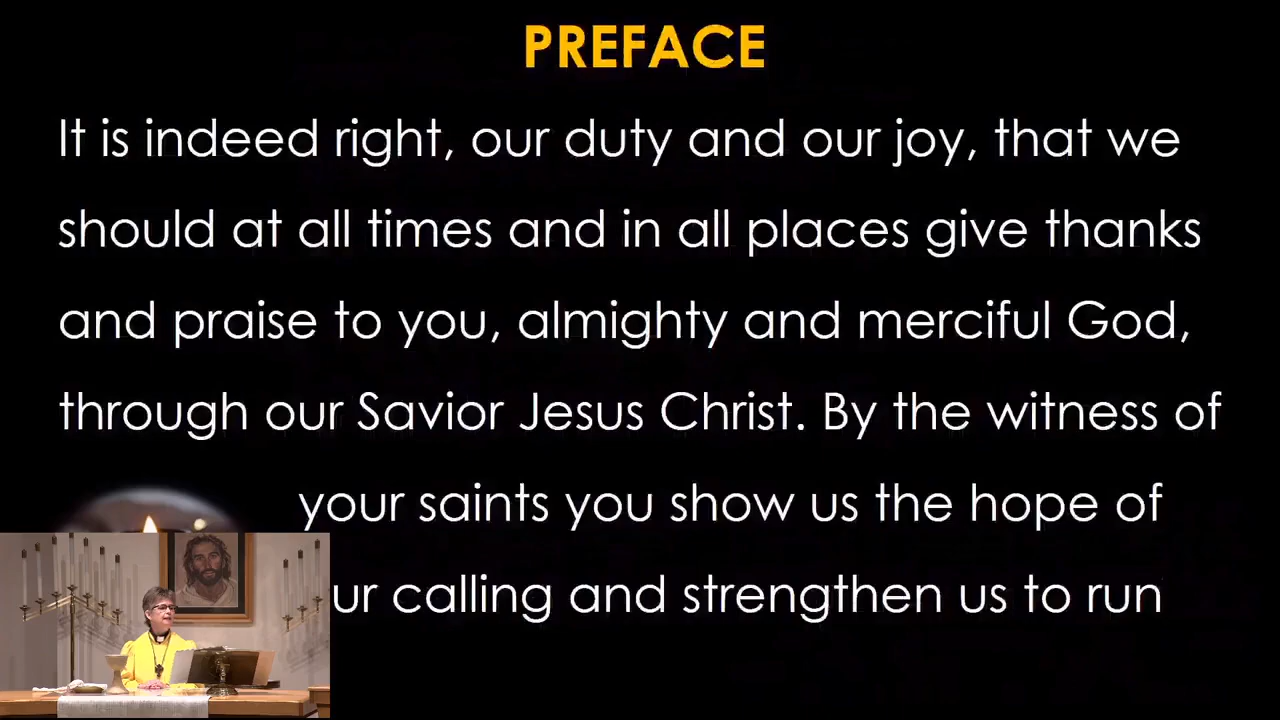 PREFACE
It is indeed right, our duty and our joy, that we
should at all times and in all places give thanks
and praise to you, almighty and merciful God,
through our Savior Jesus Christ. By the witness of
your saints you show us the hope of
ur calling and strengthen us to run